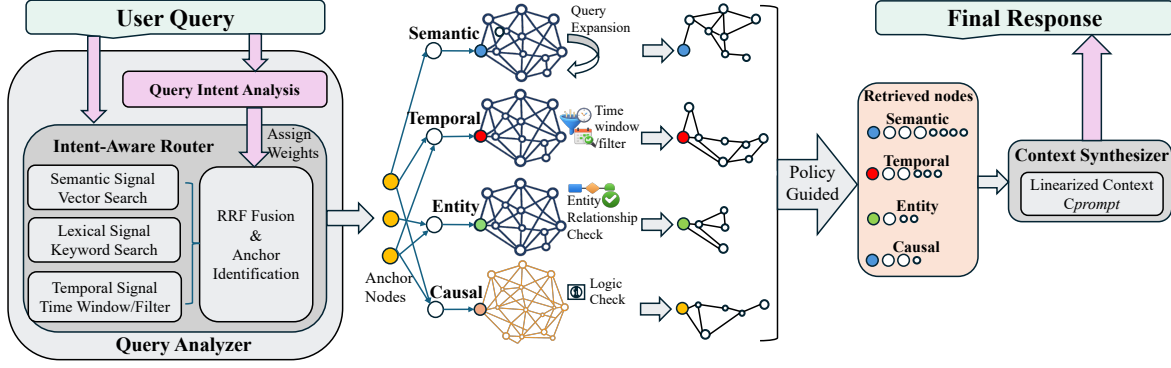 User Query
Query Intent Analysis
Assign
Weights
Intent-Aware Router
Semantic Signal
Vector Search
Lexical Signal
Keyword Search
Temporal Signal
Time Window/Filter
RRF Fusion
&
Anchor
Identification
Query Analyzer
Anchor
Nodes
Semantic
Query
Expansion
Temporal
Time
window
/filter
Entity
Entity
Relationship
Check
Causal
Logic
Check
Policy
Guided
Retrieved nodes
Semantic
Temporal
Entity
Causal
Context Synthesizer
Linearized Context
Cprompt
Final Response